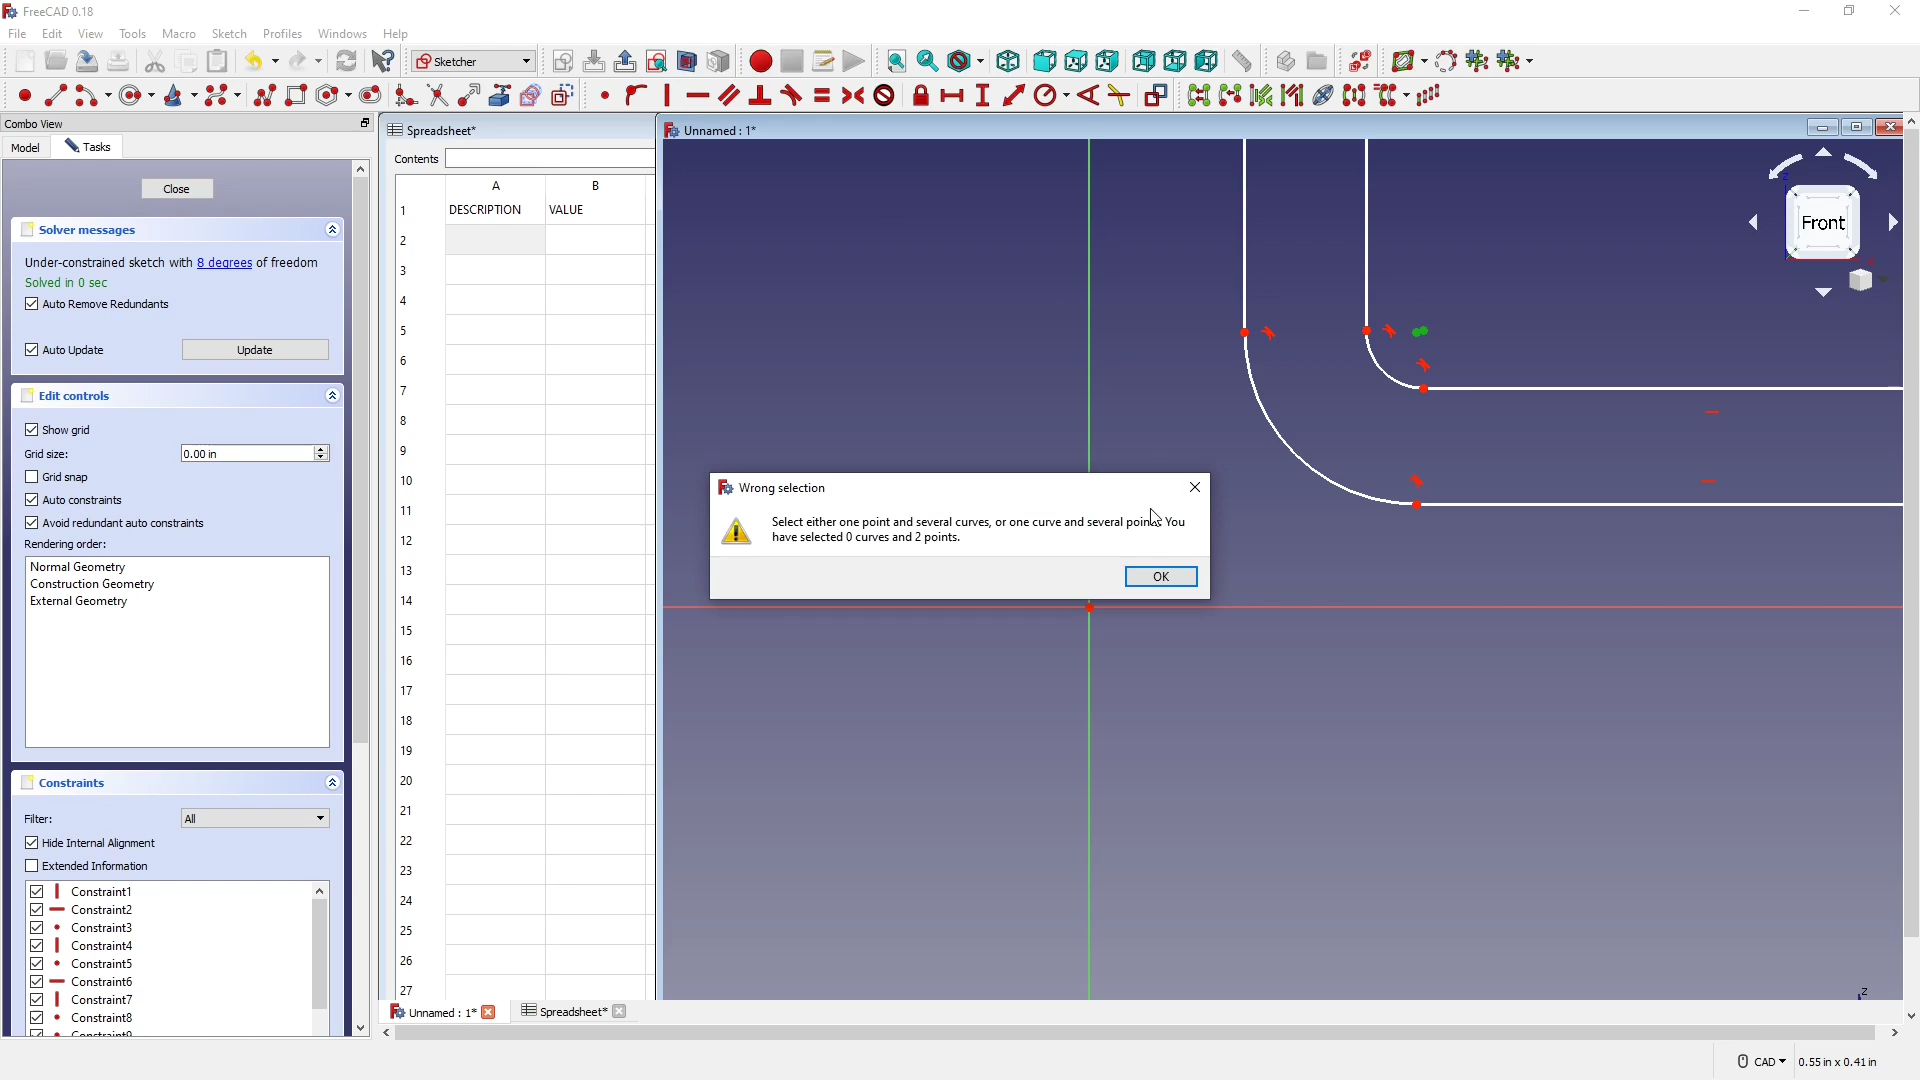 FreeCAD 0.18
File Edit View Tools Macro Sketch Profiles Windows Help
Sketcher
Combo View
Model Tasks
Close
Solver messages
Under-constrained sketch with 8 degrees of freedom
Solved in 0 sec
Auto Remove Redundants
Auto Update Update
Edit controls
Show grid
Grid size: 0.00 in
Grid snap
Auto constraints
Avoid redundant auto constraints
Rendering order:
Normal Geometry
Construction Geometry
External Geometry
Constraints
Filter: All
Hide Internal Alignment
Extended Information
Constraint1
Constraint2
Constraint3
Constraint4
Constraint5
Constraint6
Constraint7
Constraint8
Constraint9
Spreadsheet*
Contents
A B
1 DESCRIPTION VALUE
2
3
4
5
6
7
8
9
10
11
12
13
14
15
16
17
18
19
20
21
22
23
24
25
26
27
Unnamed : 1*
Front
Z
Wrong selection
Select either one point and several curves, or one curve and several points. You
have selected 0 curves and 2 points.
OK
Z
Unnamed : 1* Spreadsheet*
CAD 0.55 in x 0.41 in